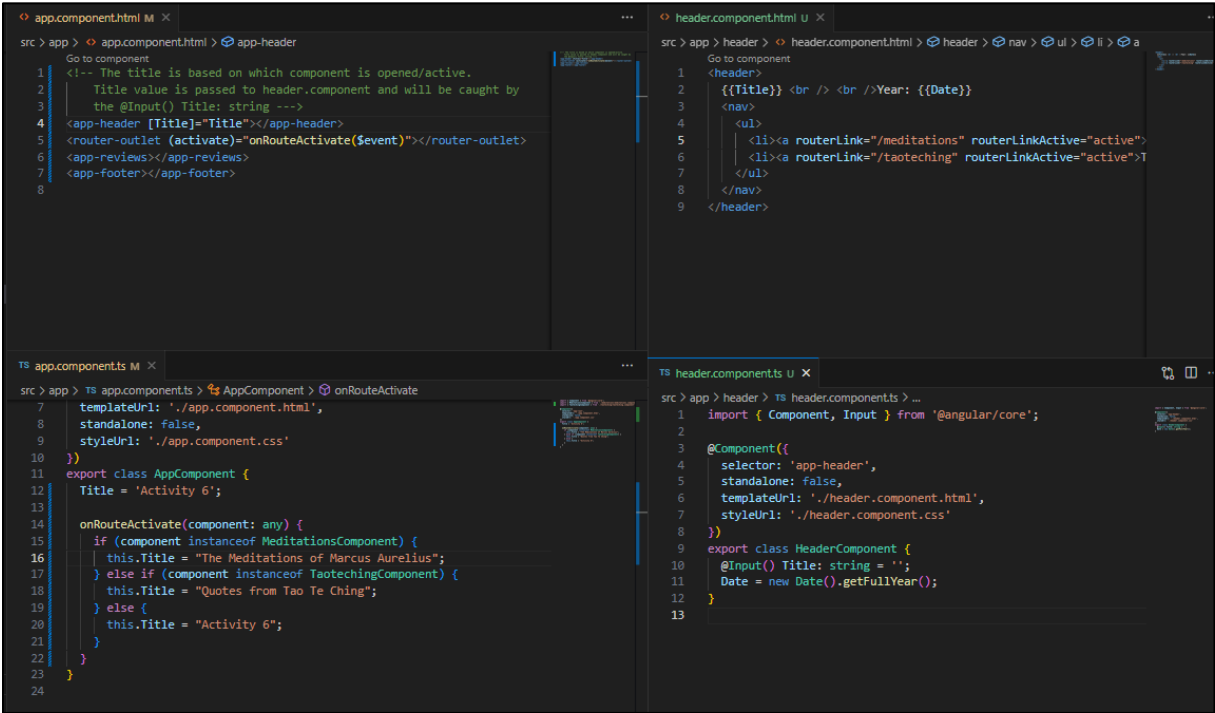 app.component.html M
src > app > app.component.html > app-header
Go to component
1 <!-- The title is based on which component is opened/active.
2 Title value is passed to header.component and will be caught by
3 the @Input() Title: string --->
4 <app-header [Title]="Title"></app-header>
5 <router-outlet (activate)="onRouteActivate($event)"></router-outlet>
6 <app-reviews></app-reviews>
7 <app-footer></app-footer>
8
header.component.html U
src > app > header > header.component.html > header > nav > ul > li > a
Go to component
1 <header>
2 {{Title}} <br /> <br />Year: {{Date}}
3 <nav>
4 <ul>
5 <li><a routerLink="/meditations" routerLinkActive="active">
6 <li><a routerLink="/taoteching" routerLinkActive="active">T
7 </ul>
8 </nav>
9 </header>
TS app.component.ts M
src > app > TS app.component.ts > AppComponent > onRouteActivate
7 templateUrl: './app.component.html',
8 standalone: false,
9 styleUrl: './app.component.css'
10 })
11 export class AppComponent {
12 Title = 'Activity 6';
13
14 onRouteActivate(component: any) {
15 if (component instanceof MeditationsComponent) {
16 this.Title = "The Meditations of Marcus Aurelius";
17 } else if (component instanceof TaotechingComponent) {
18 this.Title = "Quotes from Tao Te Ching";
19 } else {
20 this.Title = "Activity 6";
21 }
22 }
23 }
24
TS header.component.ts U
src > app > header > TS header.component.ts > ...
1 import { Component, Input } from '@angular/core';
2
3 @Component({
4 selector: 'app-header',
5 standalone: false,
6 templateUrl: './header.component.html',
7 styleUrl: './header.component.css'
8 })
9 export class HeaderComponent {
10 @Input() Title: string = '';
11 Date = new Date().getFullYear();
12 }
13